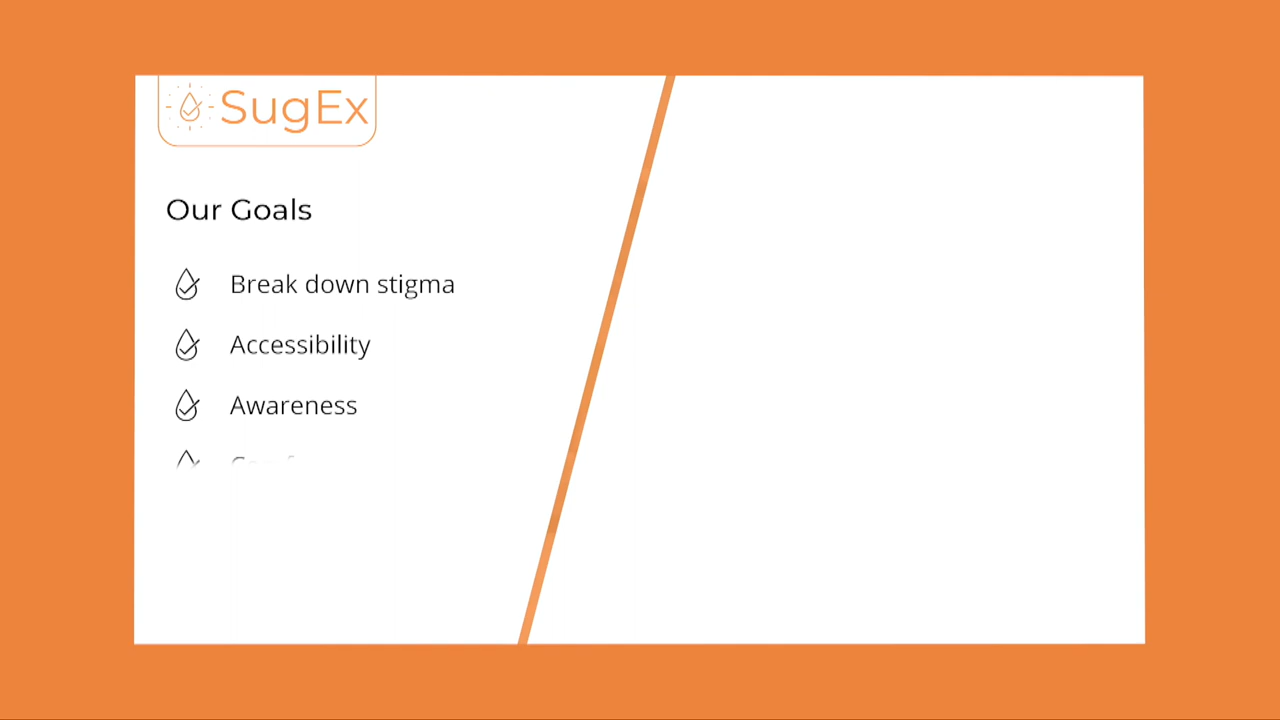 SugEx
Our Goals
Break down stigma
Accessibility
Awareness